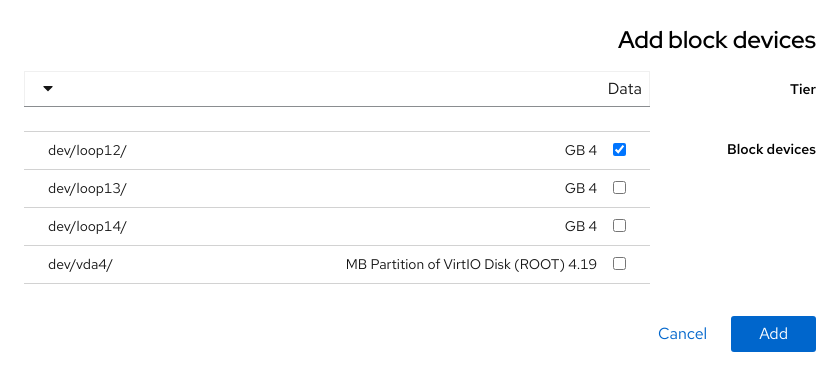 Add block devices
Tier
Data
Block devices
GB 4
dev/loop12/
GB 4
dev/loop13/
GB 4
dev/loop14/
MB Partition of VirtIO Disk (ROOT) 4.19
dev/vda4/
Add
Cancel